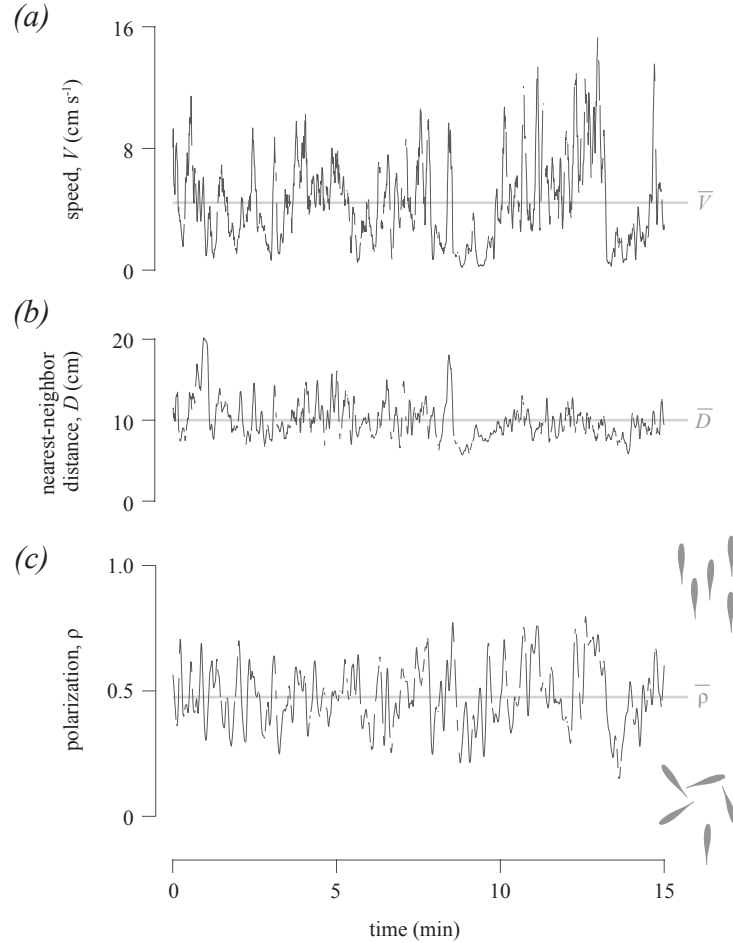 (a)
16
8
0
speed, V (cm s⁻¹)
V̅
(b)
20
10
0
nearest-neighbor
distance, D (cm)
D̅
(c)
1.0
0.5
0
polarization, ρ
ρ̅
0 5 10 15
time (min)